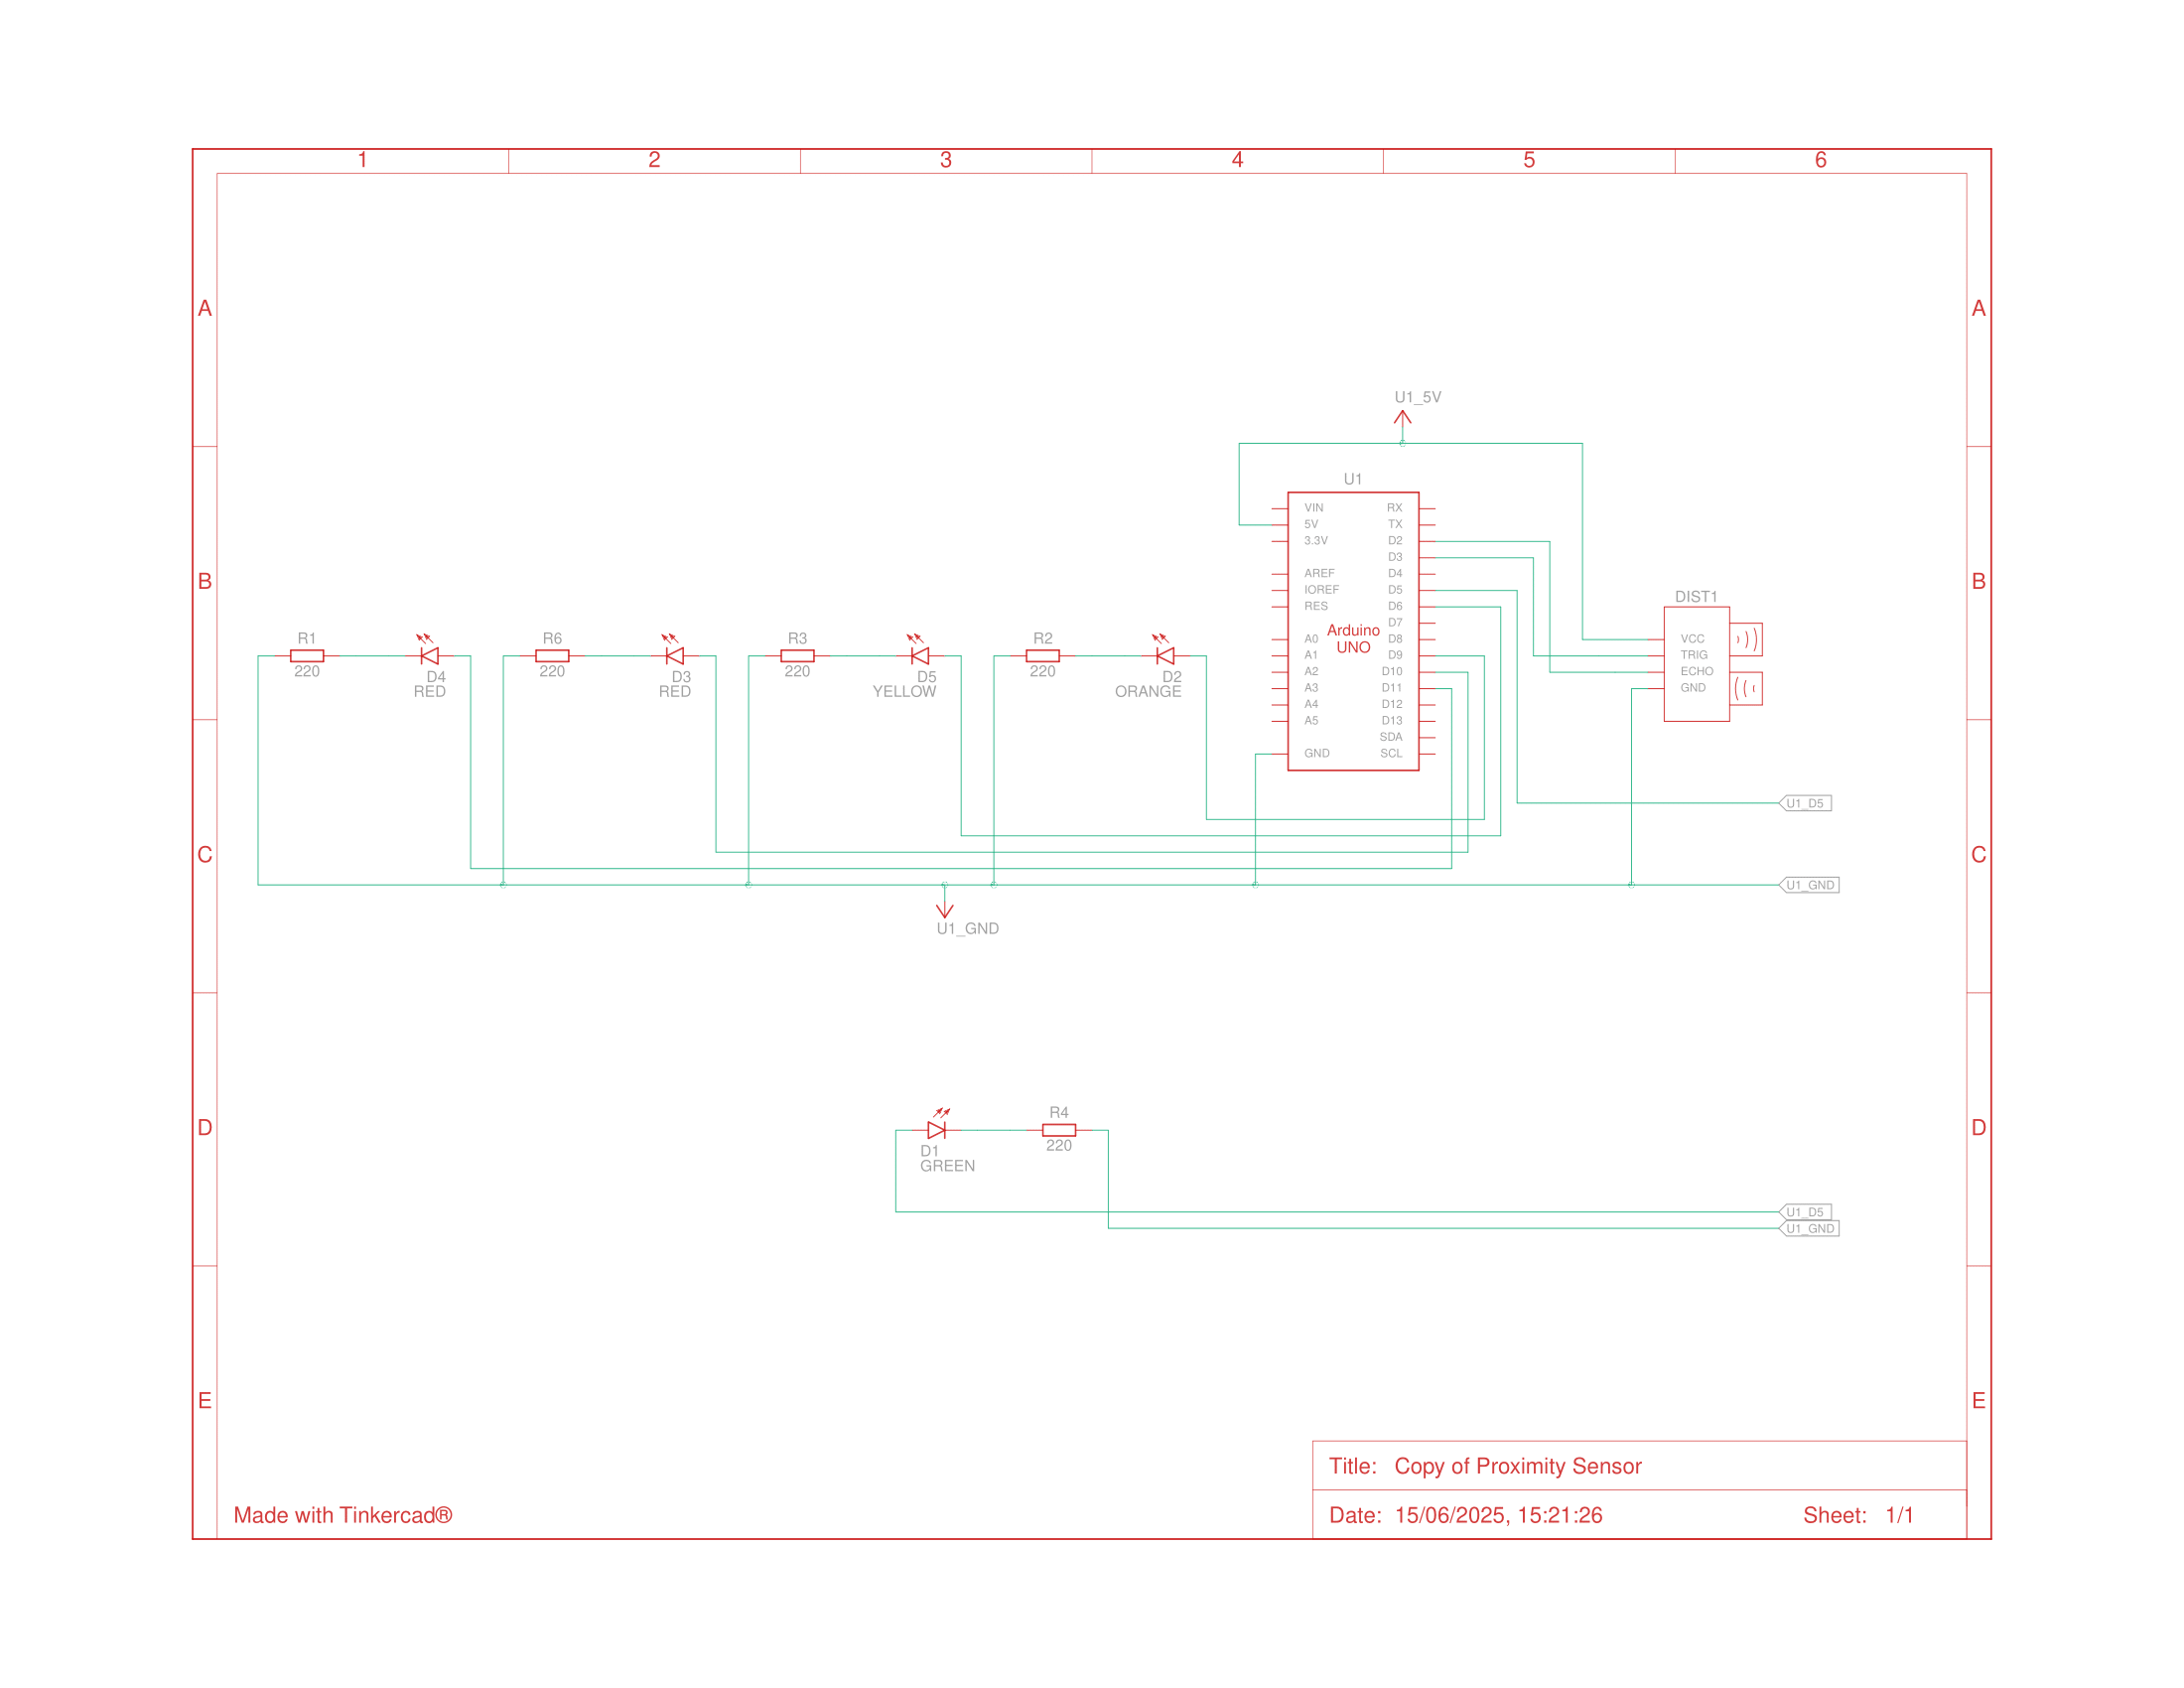 1 2 3 4 5 6
A A
U1_5V
U1
VIN RX
5V TX
3.3V D2
D3
AREF D4
IOREF D5
RES D6
D7
A0 D8
A1 D9
A2 D10
A3 D11
A4 D12
A5 D13
SDA
GND SCL
Arduino
UNO
B B
DIST1
VCC
TRIG
ECHO
GND
R1
220
D4
RED
R6
220
D3
RED
R3
220
D5
YELLOW
R2
220
D2
ORANGE
U1_D5
C C
U1_GND
U1_GND
D D
D1
GREEN
R4
220
U1_D5
U1_GND
E E
Title: Copy of Proximity Sensor
Made with Tinkercad®
Date: 15/06/2025, 15:21:26 Sheet: 1/1